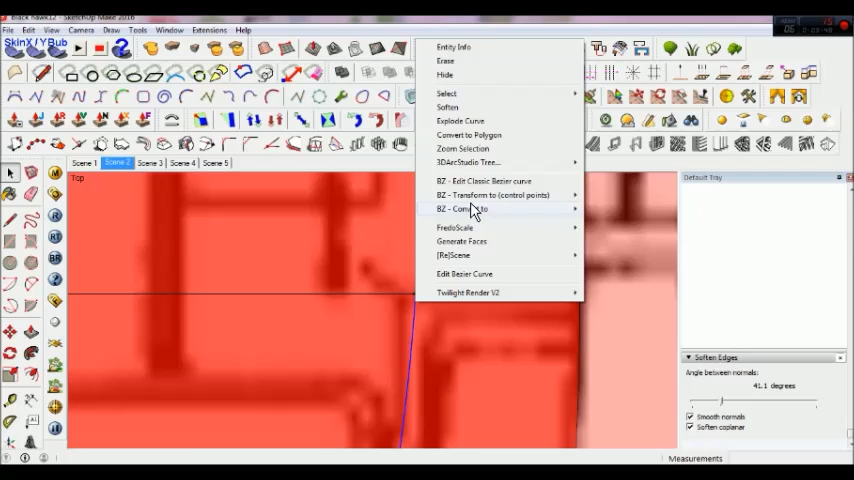 Black hawk12 - SketchUp Make 2016
File View Camera Draw Tools Window Extensions Help
SkinX/YBub
Scene 1 Scene 2 Scene 3 Scene 4 Scene 5
Top
Entity Info
Erase
Hide
Select
Soften
Explode Curve
Convert to Polygon
Zoom Selection
3DArcStudio Tree...
BZ - Edit Classic Bezier curve
BZ - Transform to (control points)
BZ - Convert to
FredoScale
Generate Faces
[Re]Scene
Edit Bezier Curve
Twilight Render V2
Default Tray
Soften Edges
Angle between normals:
41.1 degrees
Smooth normals
Soften coplanar
Measurements